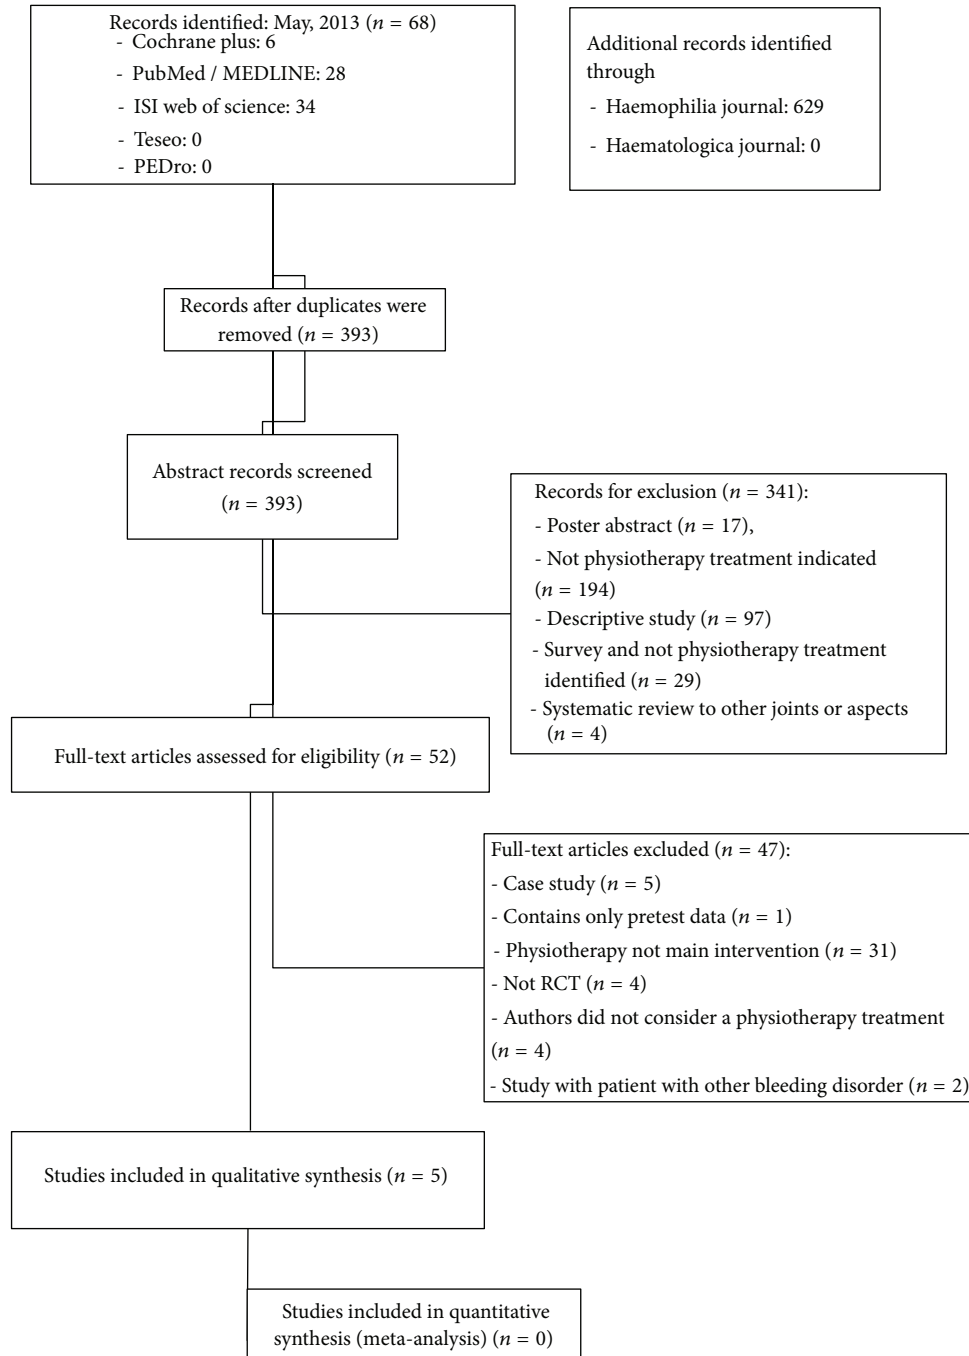 Records identified: May, 2013 (n = 68)
- Cochrane plus: 6
- PubMed / MEDLINE: 28
- ISI web of science: 34
- Teseo: 0
- PEDro: 0
Additional records identified
through
- Haemophilia journal: 629
- Haematologica journal: 0
Records after duplicates were
removed (n = 393)
Abstract records screened
(n = 393)
Records for exclusion (n = 341):
- Poster abstract (n = 17),
- Not physiotherapy treatment indicated
(n = 194)
- Descriptive study (n = 97)
- Survey and not physiotherapy treatment
identified (n = 29)
- Systematic review to other joints or aspects
(n = 4)
Full-text articles assessed for eligibility (n = 52)
Full-text articles excluded (n = 47):
- Case study (n = 5)
- Contains only pretest data (n = 1)
- Physiotherapy not main intervention (n = 31)
- Not RCT (n = 4)
- Authors did not consider a physiotherapy treatment
(n = 4)
- Study with patient with other bleeding disorder (n = 2)
Studies included in qualitative synthesis (n = 5)
Studies included in quantitative
synthesis (meta-analysis) (n = 0)